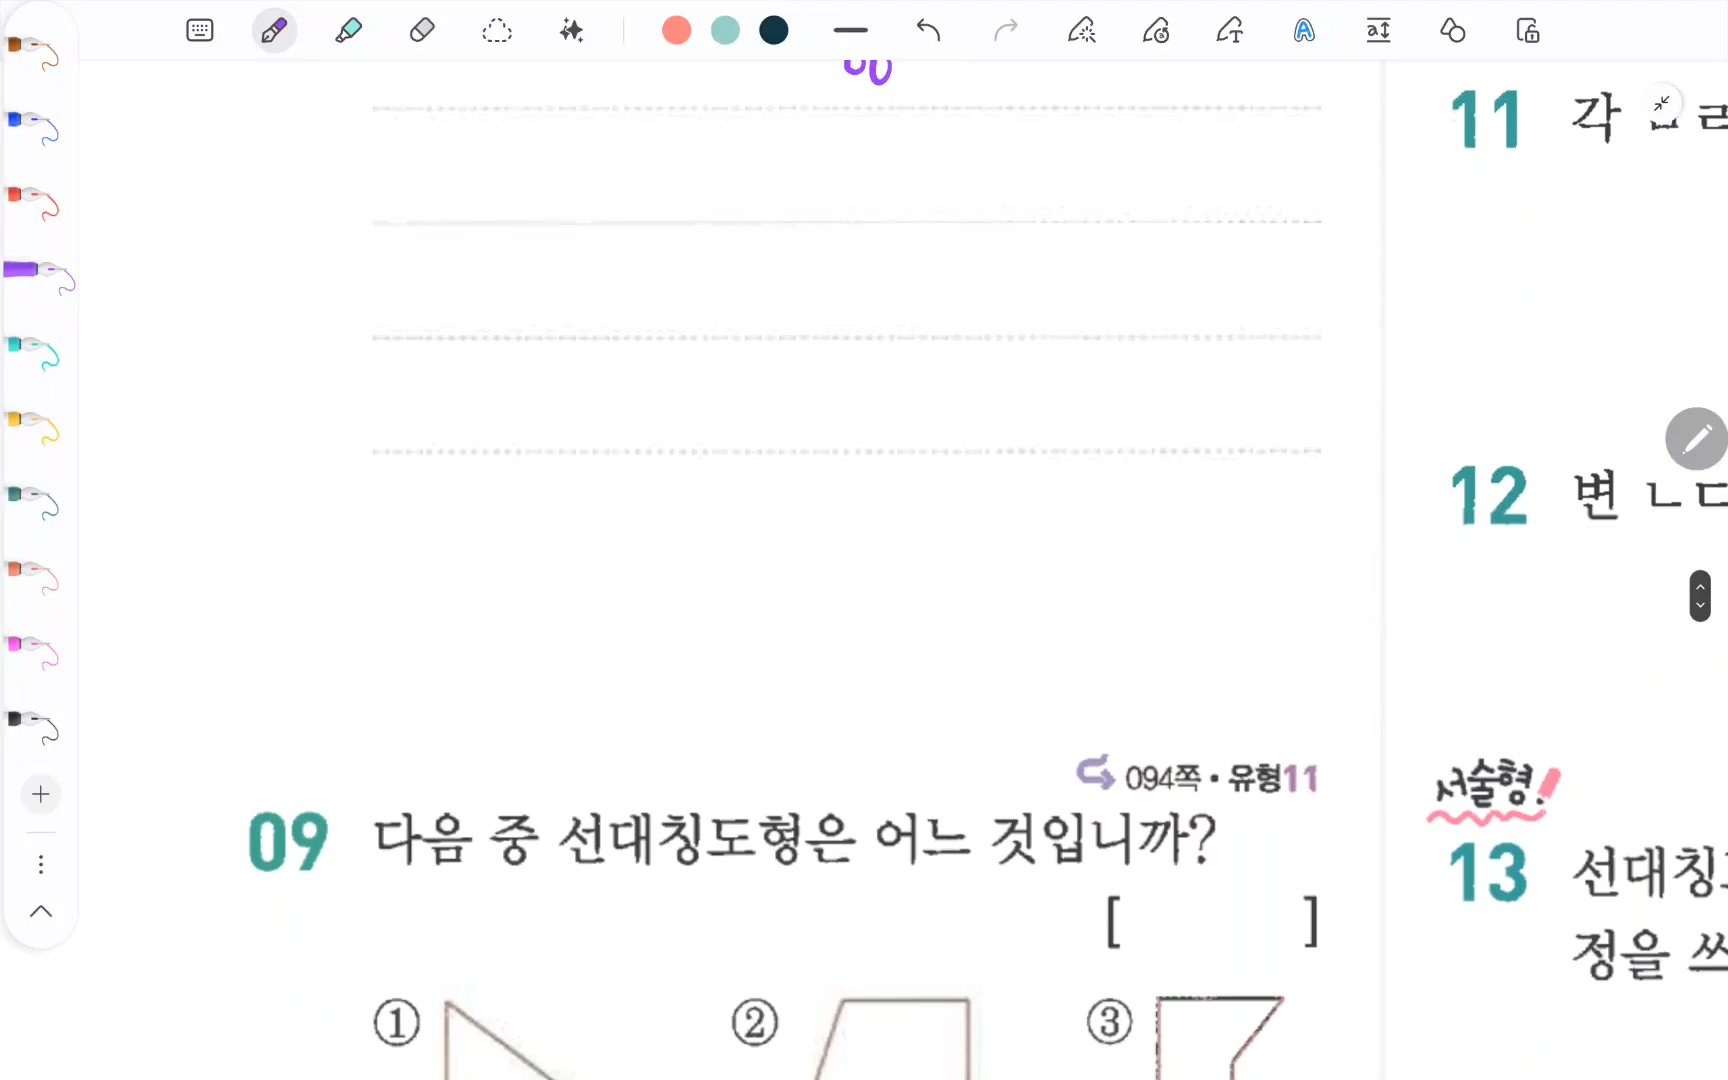 11 각
12 변 ㄴㄷ
094쪽 • 유형11
09 다음 중 선대칭도형은 어느 것입니까?
[ ]
① ② ③
서술형!
13 선대칭
정을 쓰